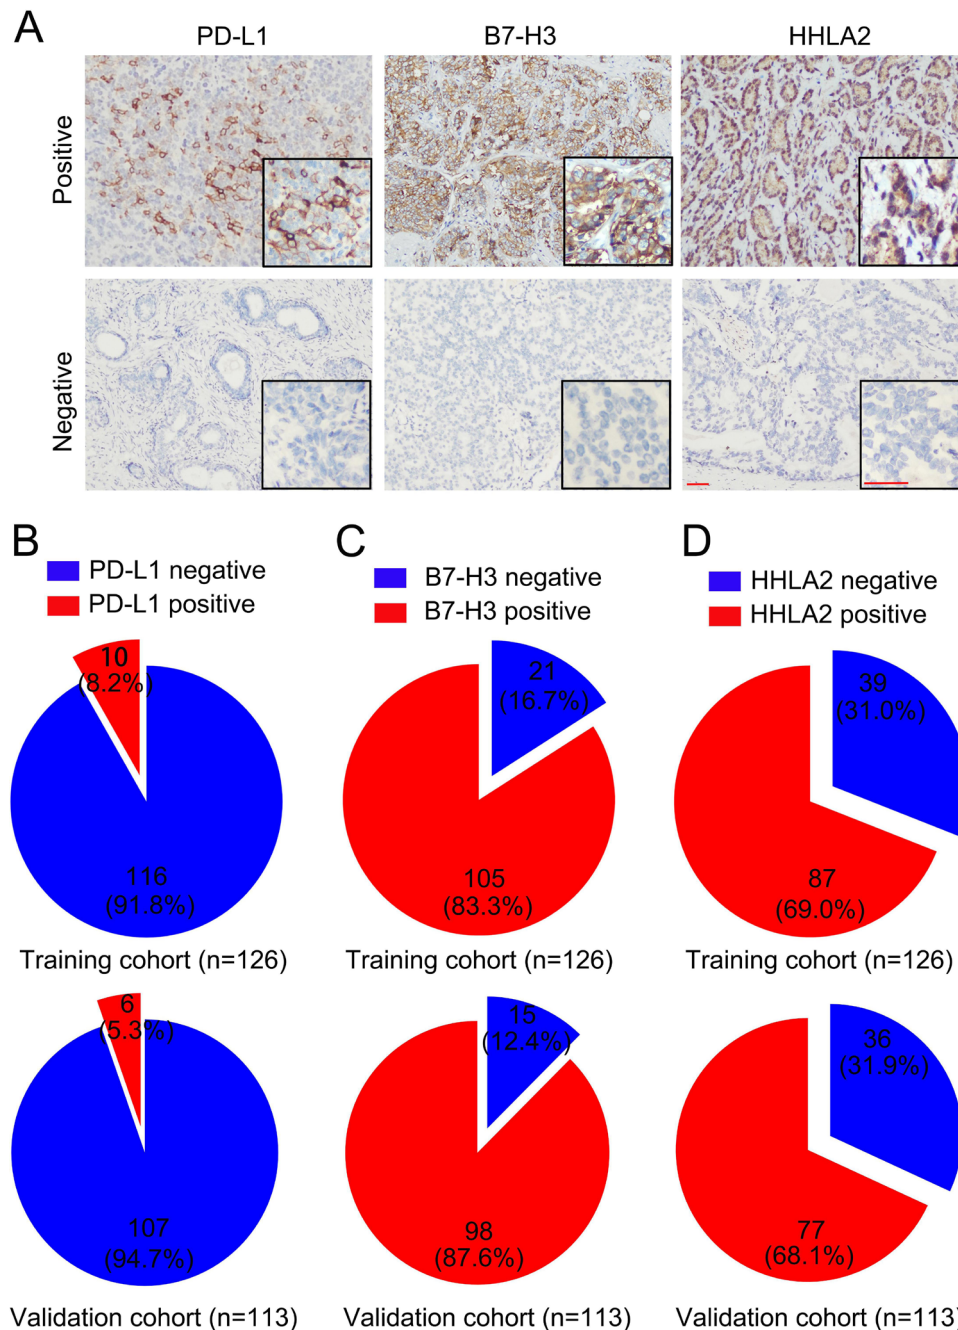 A
PD-L1
B7-H3
HHLA2
Positive
Negative
B
PD-L1 negative
PD-L1 positive
10
(8.2%)
116
(91.8%)
Training cohort (n=126)
6
(5.3%)
107
(94.7%)
Validation cohort (n=113)
C
B7-H3 negative
B7-H3 positive
21
(16.7%)
105
(83.3%)
Training cohort (n=126)
15
(12.4%)
98
(87.6%)
Validation cohort (n=113)
D
HHLA2 negative
HHLA2 positive
39
(31.0%)
87
(69.0%)
Training cohort (n=126)
36
(31.9%)
77
(68.1%)
Validation cohort (n=113)